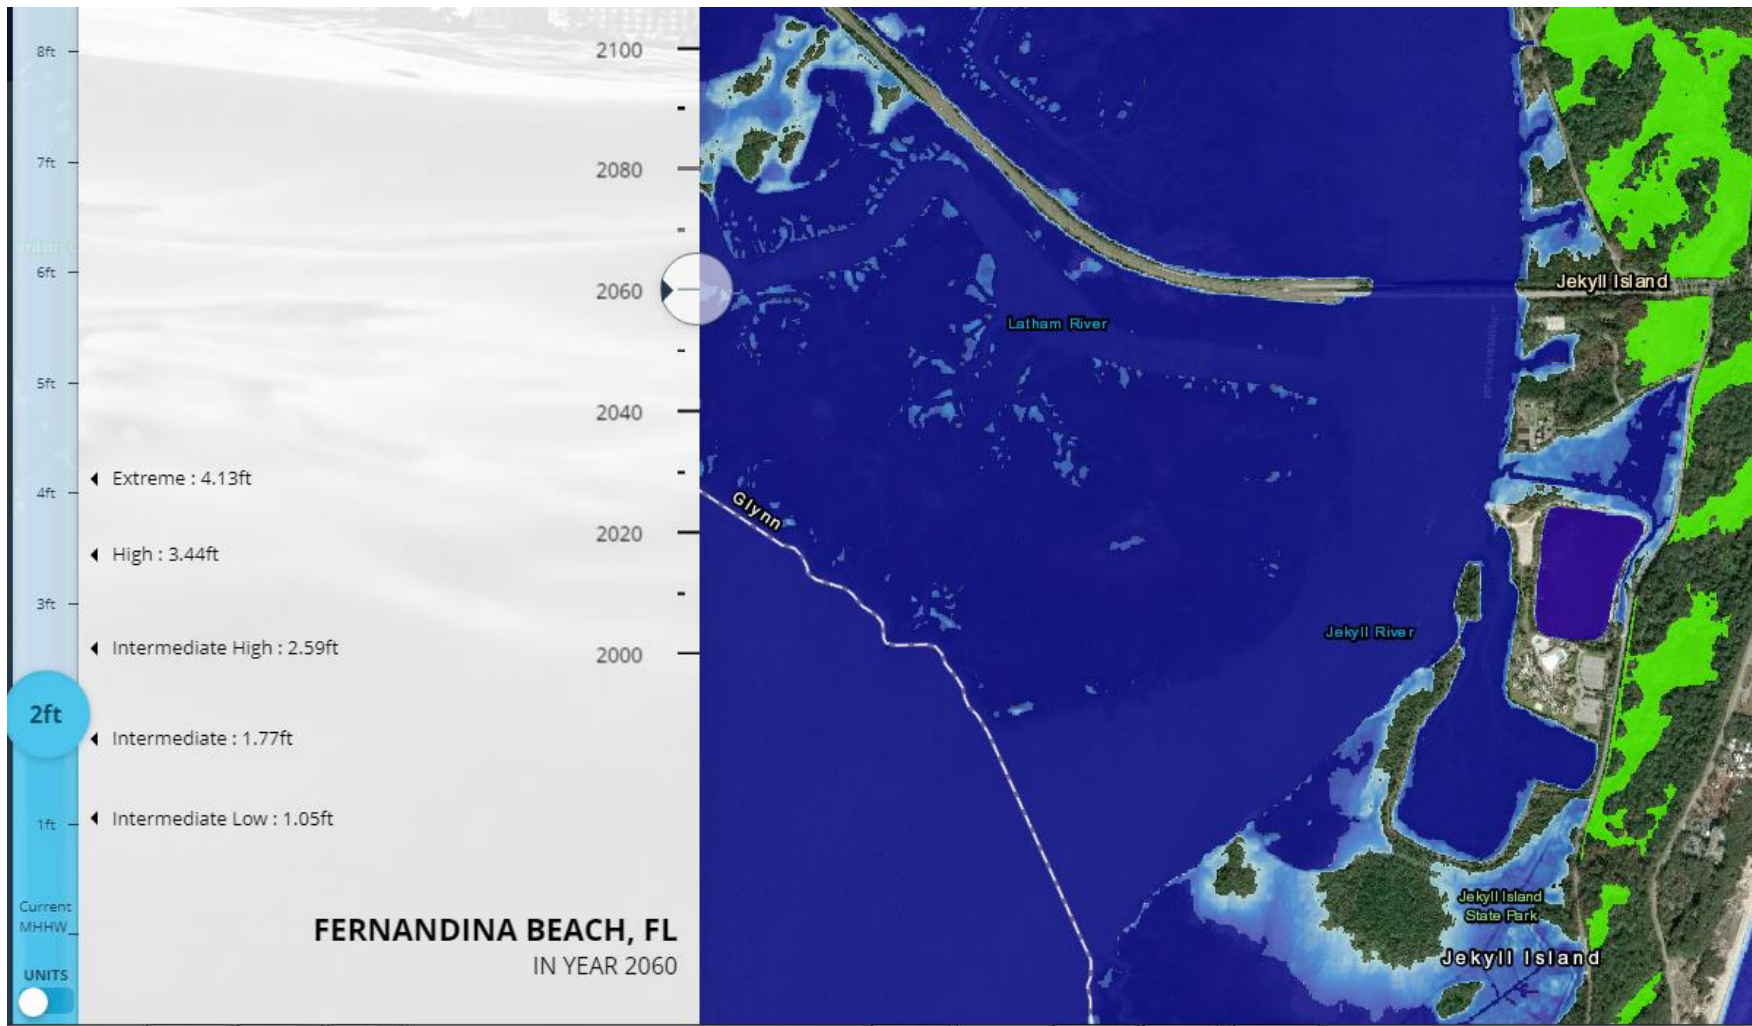 8ft
7ft
6ft
5ft
4ft
3ft
2ft
1ft
Current
MHHW
UNITS
Extreme : 4.13ft
High : 3.44ft
Intermediate High : 2.59ft
Intermediate : 1.77ft
Intermediate Low : 1.05ft
2100
2080
2060
2040
2020
2000
FERNANDINA BEACH, FL
IN YEAR 2060
Jekyll Island
Latham River
Glynn
Jekyll River
Jekyll Island
State Park
Jekyll Island